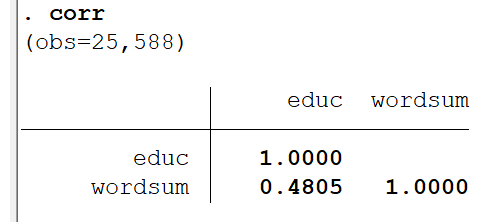 . corr
(obs=25,588)
educ wordsum
educ 1.0000
wordsum 0.4805 1.0000